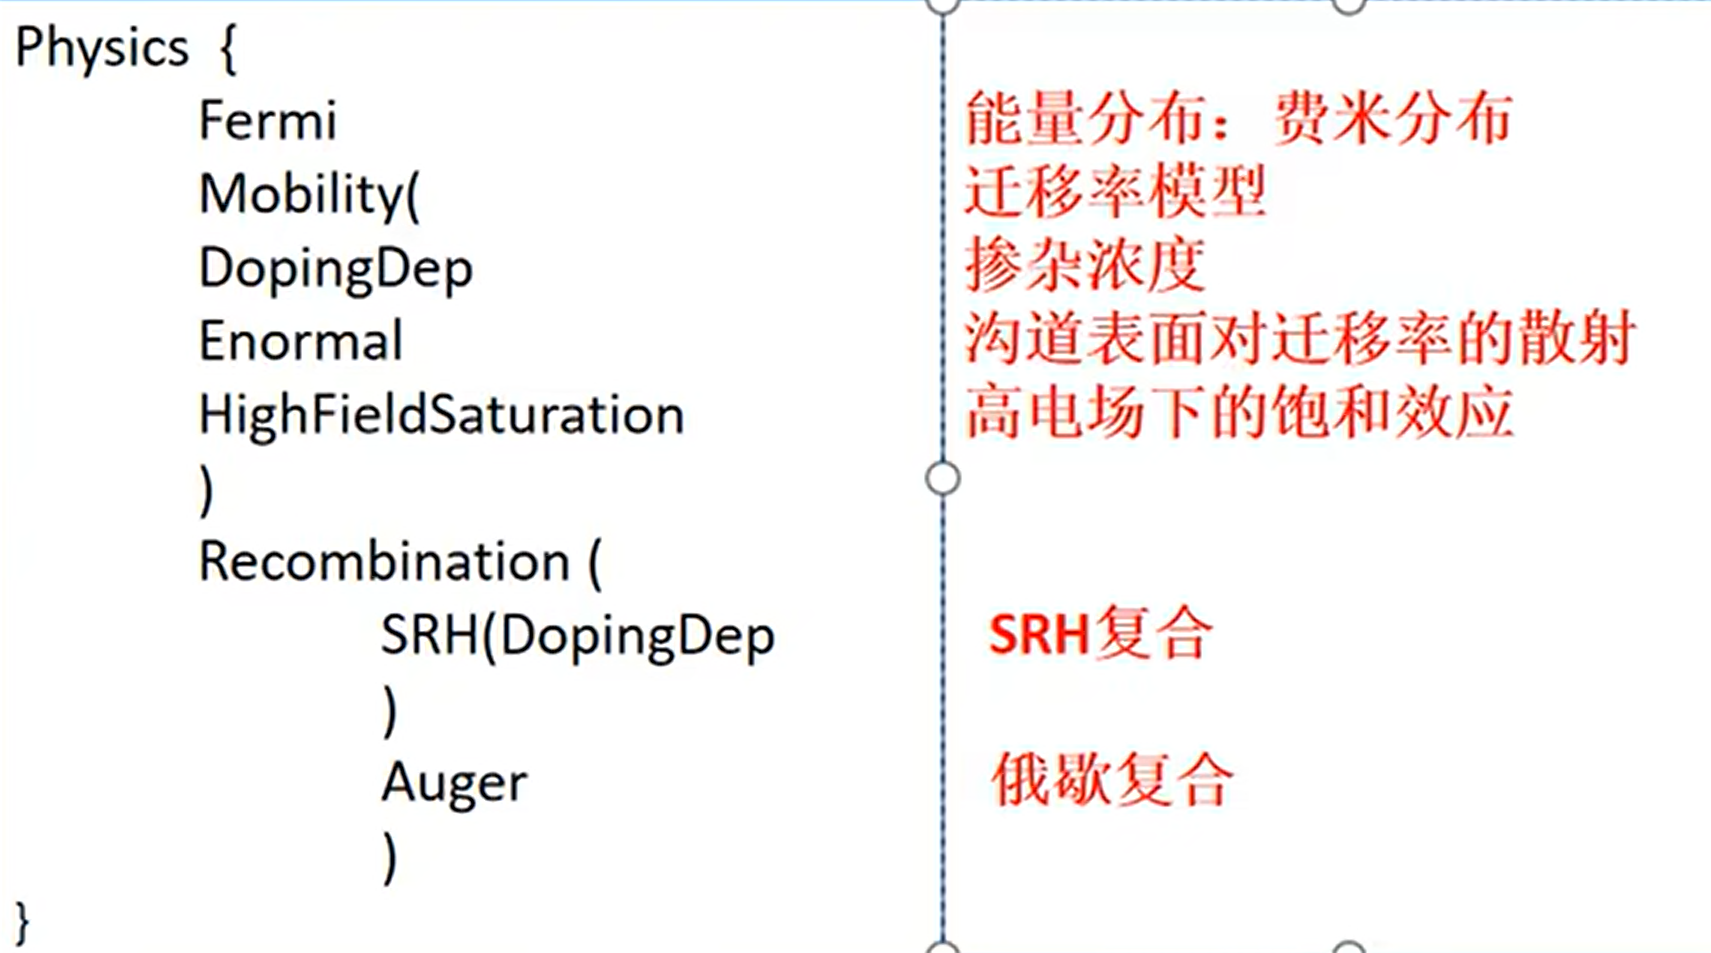 Physics {
Fermi 能量分布：费米分布
Mobility( 迁移率模型
DopingDep 掺杂浓度
Enormal 沟道表面对迁移率的散射
HighFieldSaturation 高电场下的饱和效应
)
Recombination (
SRH(DopingDep SRH复合
)
Auger 俄歇复合
)
}